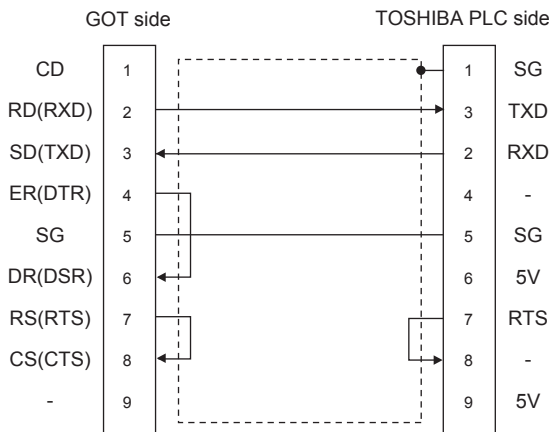 GOT side TOSHIBA PLC side
CD 1 1 SG
RD(RXD) 2 3 TXD
SD(TXD) 3 2 RXD
ER(DTR) 4 4 -
SG 5 5 SG
DR(DSR) 6 6 5V
RS(RTS) 7 7 RTS
CS(CTS) 8 8 -
- 9 9 5V